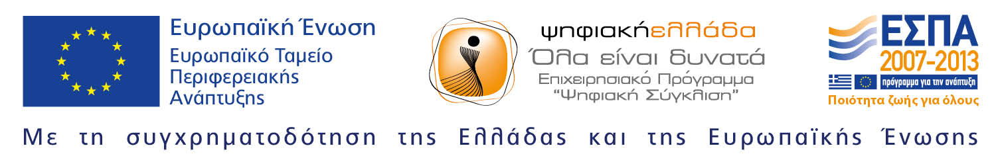 Ευρωπαϊκή Ένωση
Ευρωπαϊκό Ταμείο
Περιφερειακής
Ανάπτυξης
ψηφιακήελλάδα
Όλα είναι δυνατά
Επιχειρησιακό Πρόγραμμα
“Ψηφιακή Σύγκλιση”
ΕΣΠΑ
2007-2013
πρόγραμμα για την ανάπτυξη
Ποιότητα ζωής για όλους
Με τη συγχρηματοδότηση της Ελλάδας και της Ευρωπαϊκής Ένωσης